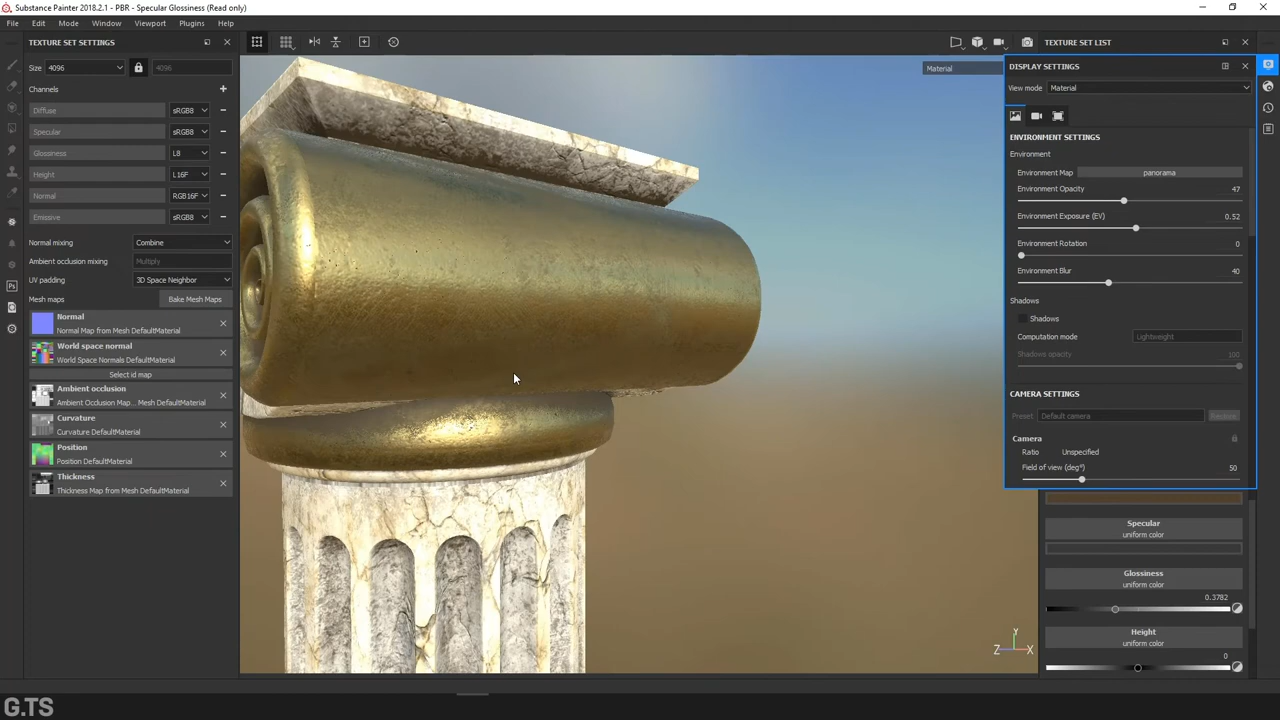 Substance Painter 2018.2.1 - PBR - Specular Glossiness (Read only)
File Edit Mode Window Viewport Plugins Help
TEXTURE SET SETTINGS
Size 4096 4096
Channels
Diffuse sRGB8
Specular sRGB8
Glossiness L8
Height L16F
Normal RGB16F
Emissive sRGB8
Normal mixing Combine
Ambient occlusion mixing Multiply
UV padding 3D Space Neighbor
Mesh maps Bake Mesh Maps
Normal
Normal Map from Mesh DefaultMaterial
World space normal
World Space Normals DefaultMaterial
Select id map
Ambient occlusion
Ambient Occlusion Map... Mesh DefaultMaterial
Curvature
Curvature DefaultMaterial
Position
Position DefaultMaterial
Thickness
Thickness Map from Mesh DefaultMaterial
Material
Y
Z X
TEXTURE SET LIST
DISPLAY SETTINGS
View mode Material
ENVIRONMENT SETTINGS
Environment
Environment Map panorama
Environment Opacity 47
Environment Exposure (EV) 0.52
Environment Rotation 0
Environment Blur 40
Shadows
Shadows
Computation mode Lightweight
Shadows opacity 100
CAMERA SETTINGS
Preset Default camera Restore
Camera
Ratio Unspecified
Field of view (deg°) 50
Specular
uniform color
Glossiness
uniform color
0.3782
Height
uniform color
0
G.TS